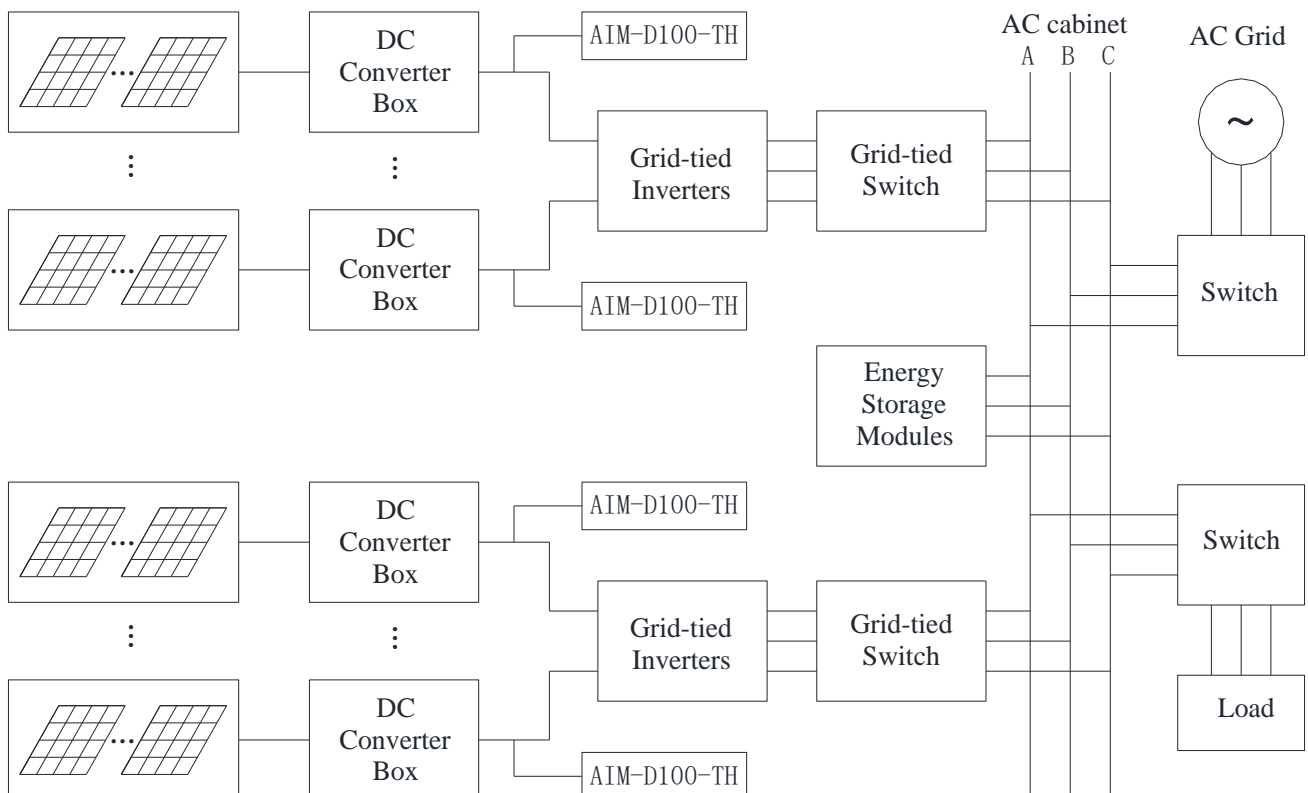 DC
Converter
Box
AIM-D100-TH
AC cabinet
A B C
AC Grid
~
Grid-tied
Inverters
Grid-tied
Switch
DC
Converter
Box
AIM-D100-TH
Switch
Energy
Storage
Modules
DC
Converter
Box
AIM-D100-TH
Switch
Grid-tied
Inverters
Grid-tied
Switch
DC
Converter
Box
AIM-D100-TH
Load